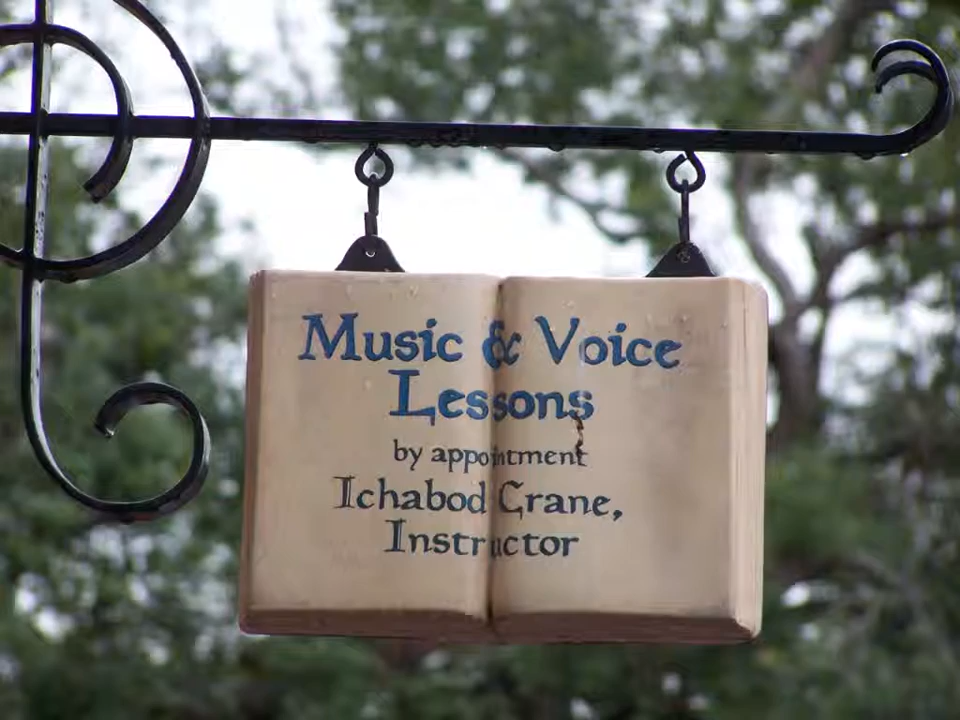 Music & Voice
Lessons
by appointment
Ichabod Crane,
Instructor